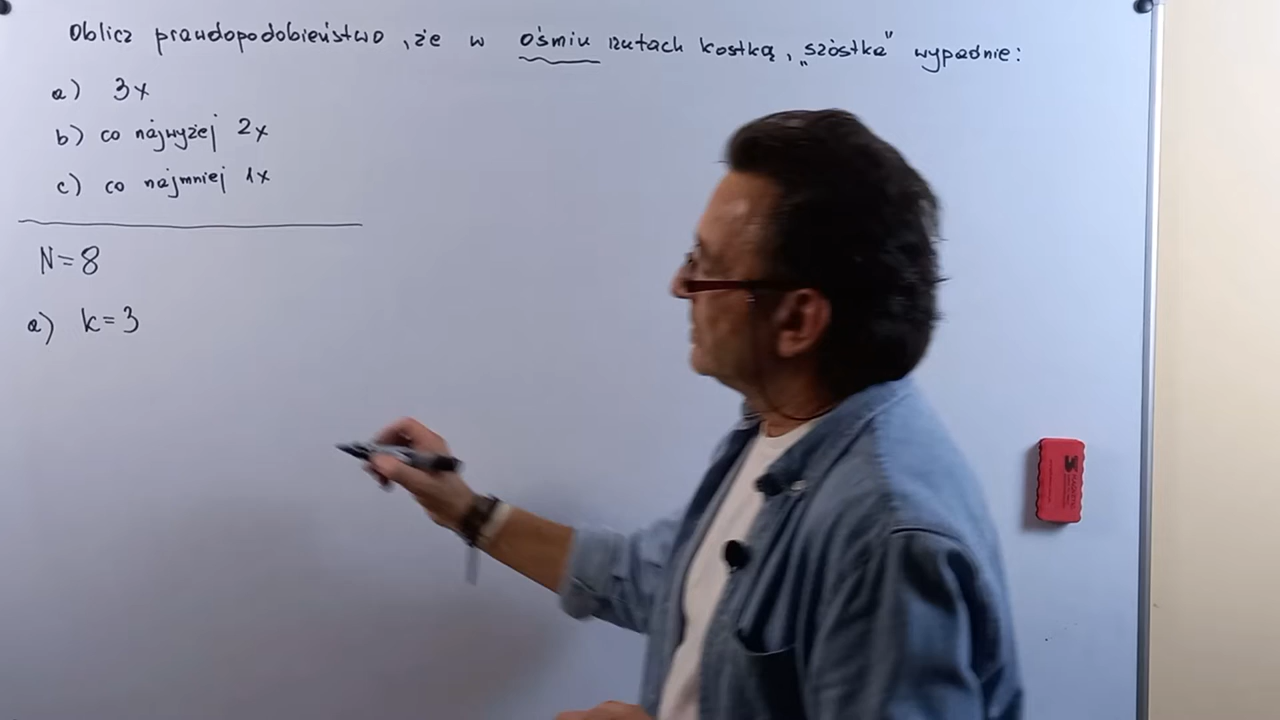 Oblicz prawdopodobieństwo, że w ośmiu rzutach kostką, „szóstka” wypadnie:
a) 3x
b) co najwyżej 2x
c) co najmniej 1x
N=8
a) k=3